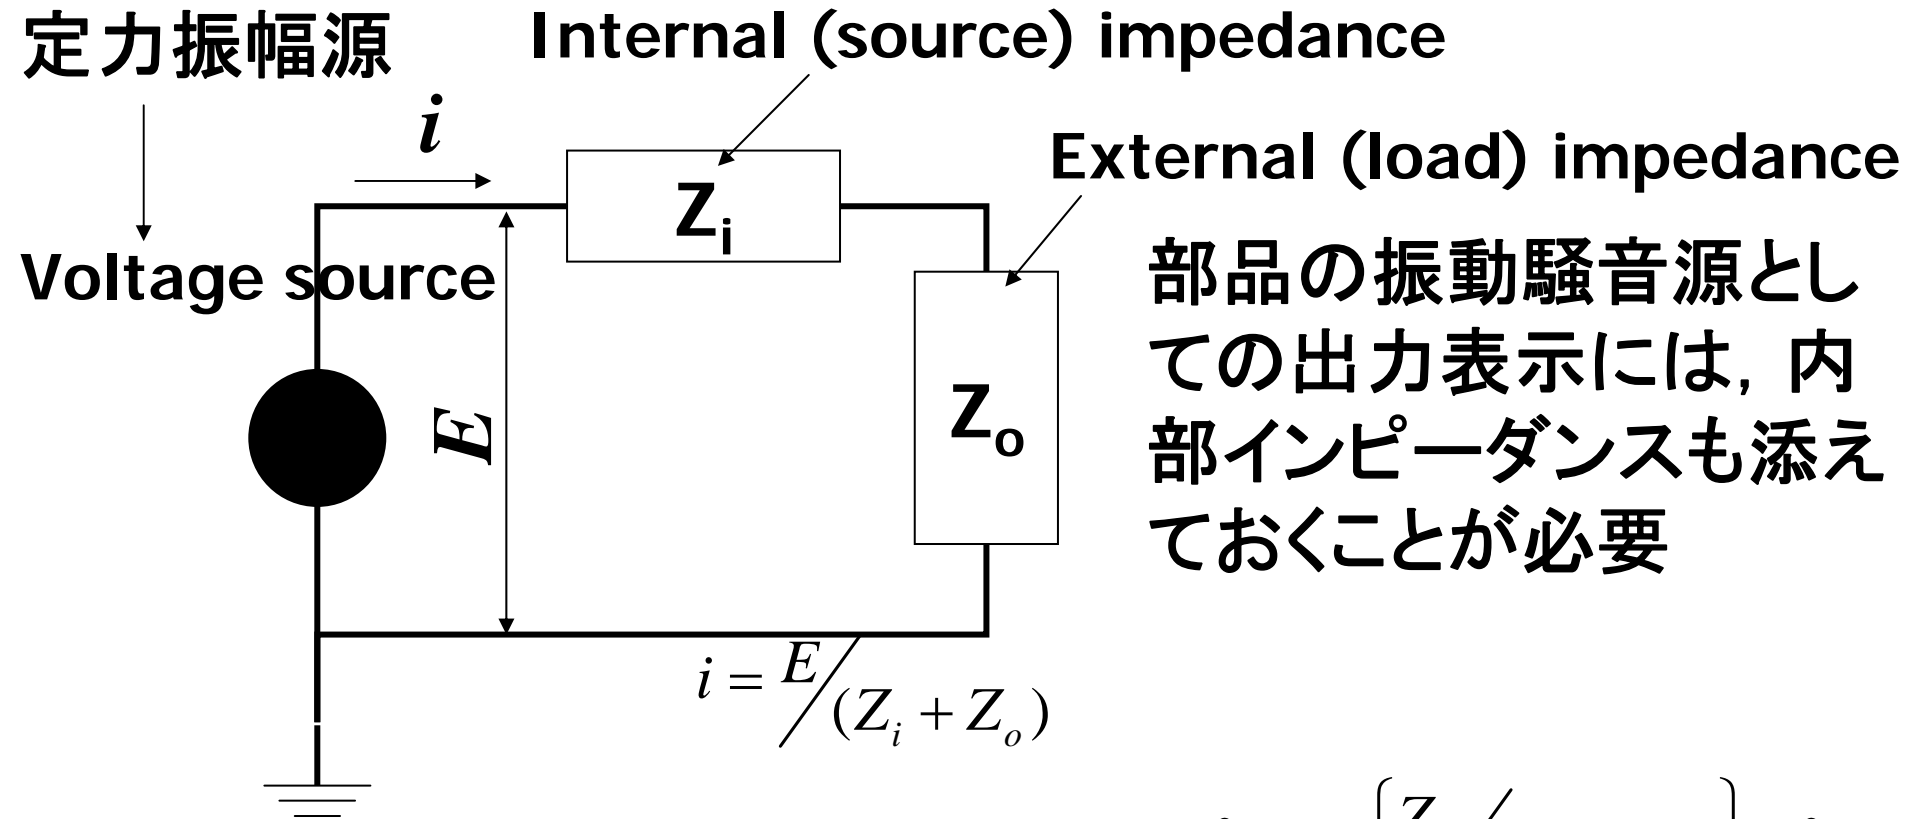 定力振幅源
Internal (source) impedance
i
External (load) impedance
Z_i
Voltage source
E
Z_o
部品の振動騒音源とし
ての出力表示には, 内
部インピーダンスも添え
ておくことが必要
i = E/(Z_i + Z_o)